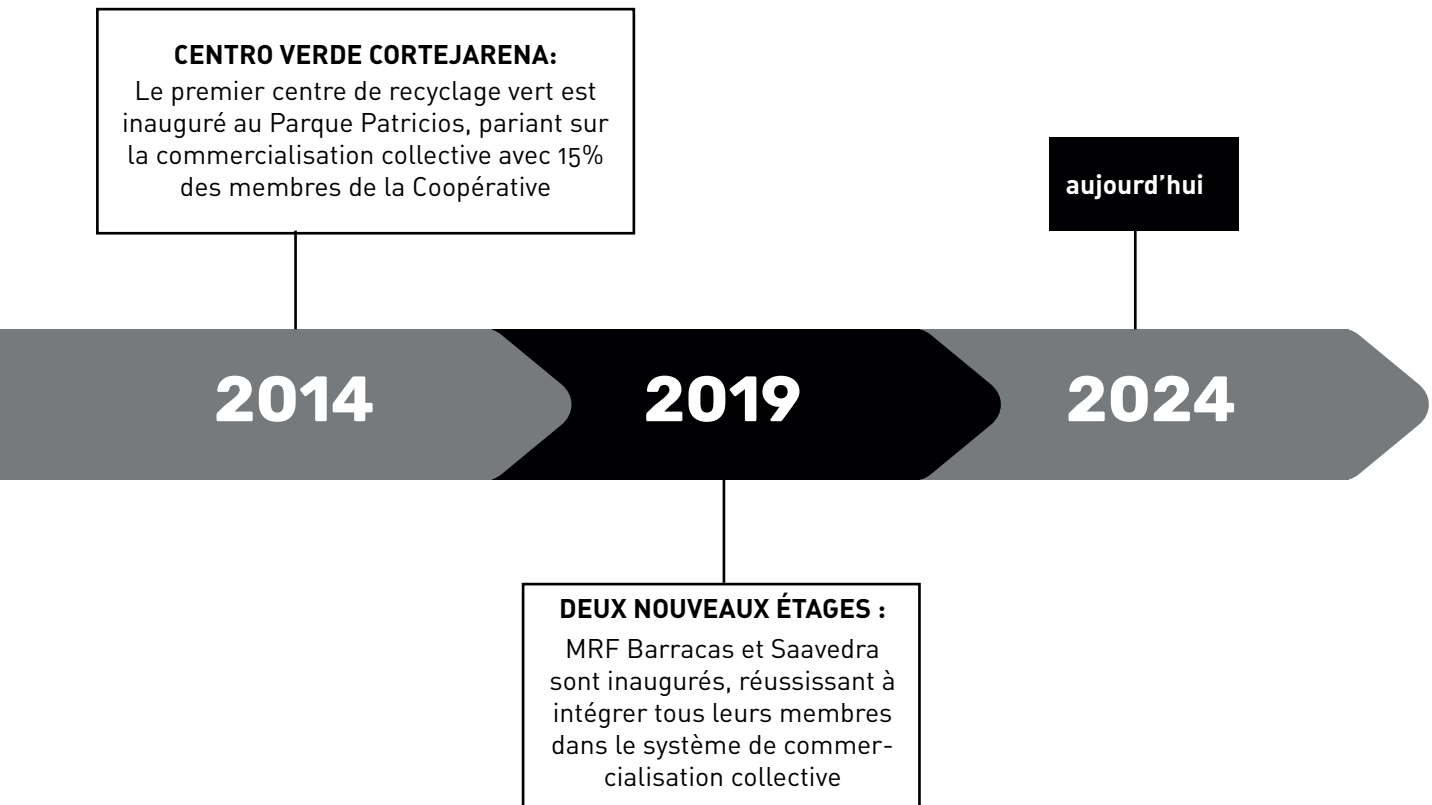 CENTRO VERDE CORTEJARENA:
Le premier centre de recyclage vert est
inauguré au Parque Patricios, pariant sur
la commercialisation collective avec 15%
des membres de la Coopérative
aujourd’hui
2014
2019
2024
DEUX NOUVEAUX ÉTAGES :
MRF Barracas et Saavedra
sont inaugurés, réussissant à
intégrer tous leurs membres
dans le système de commer-
cialisation collective